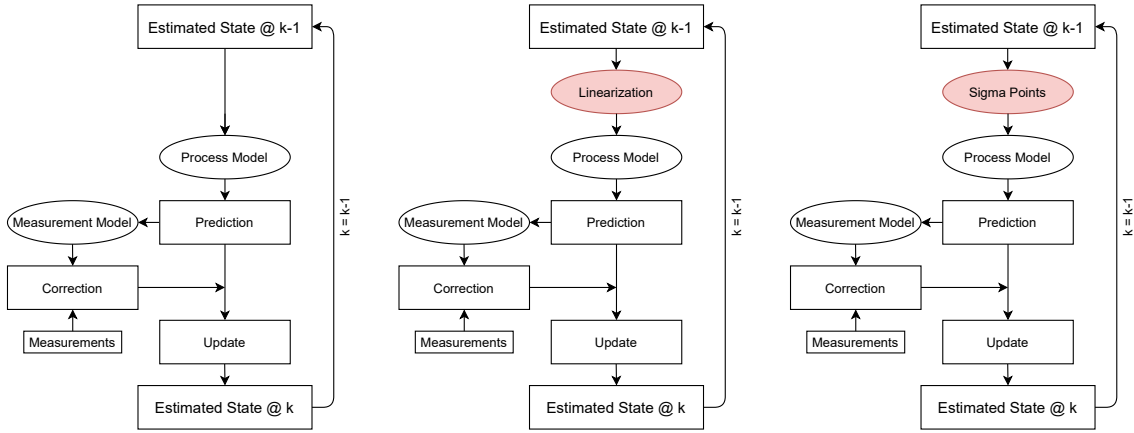 Estimated State @ k-1
Process Model
Measurement Model
Prediction
k = k-1
Correction
Measurements
Update
Estimated State @ k
Estimated State @ k-1
Linearization
Process Model
Measurement Model
Prediction
k = k-1
Correction
Measurements
Update
Estimated State @ k
Estimated State @ k-1
Sigma Points
Process Model
Measurement Model
Prediction
k = k-1
Correction
Measurements
Update
Estimated State @ k